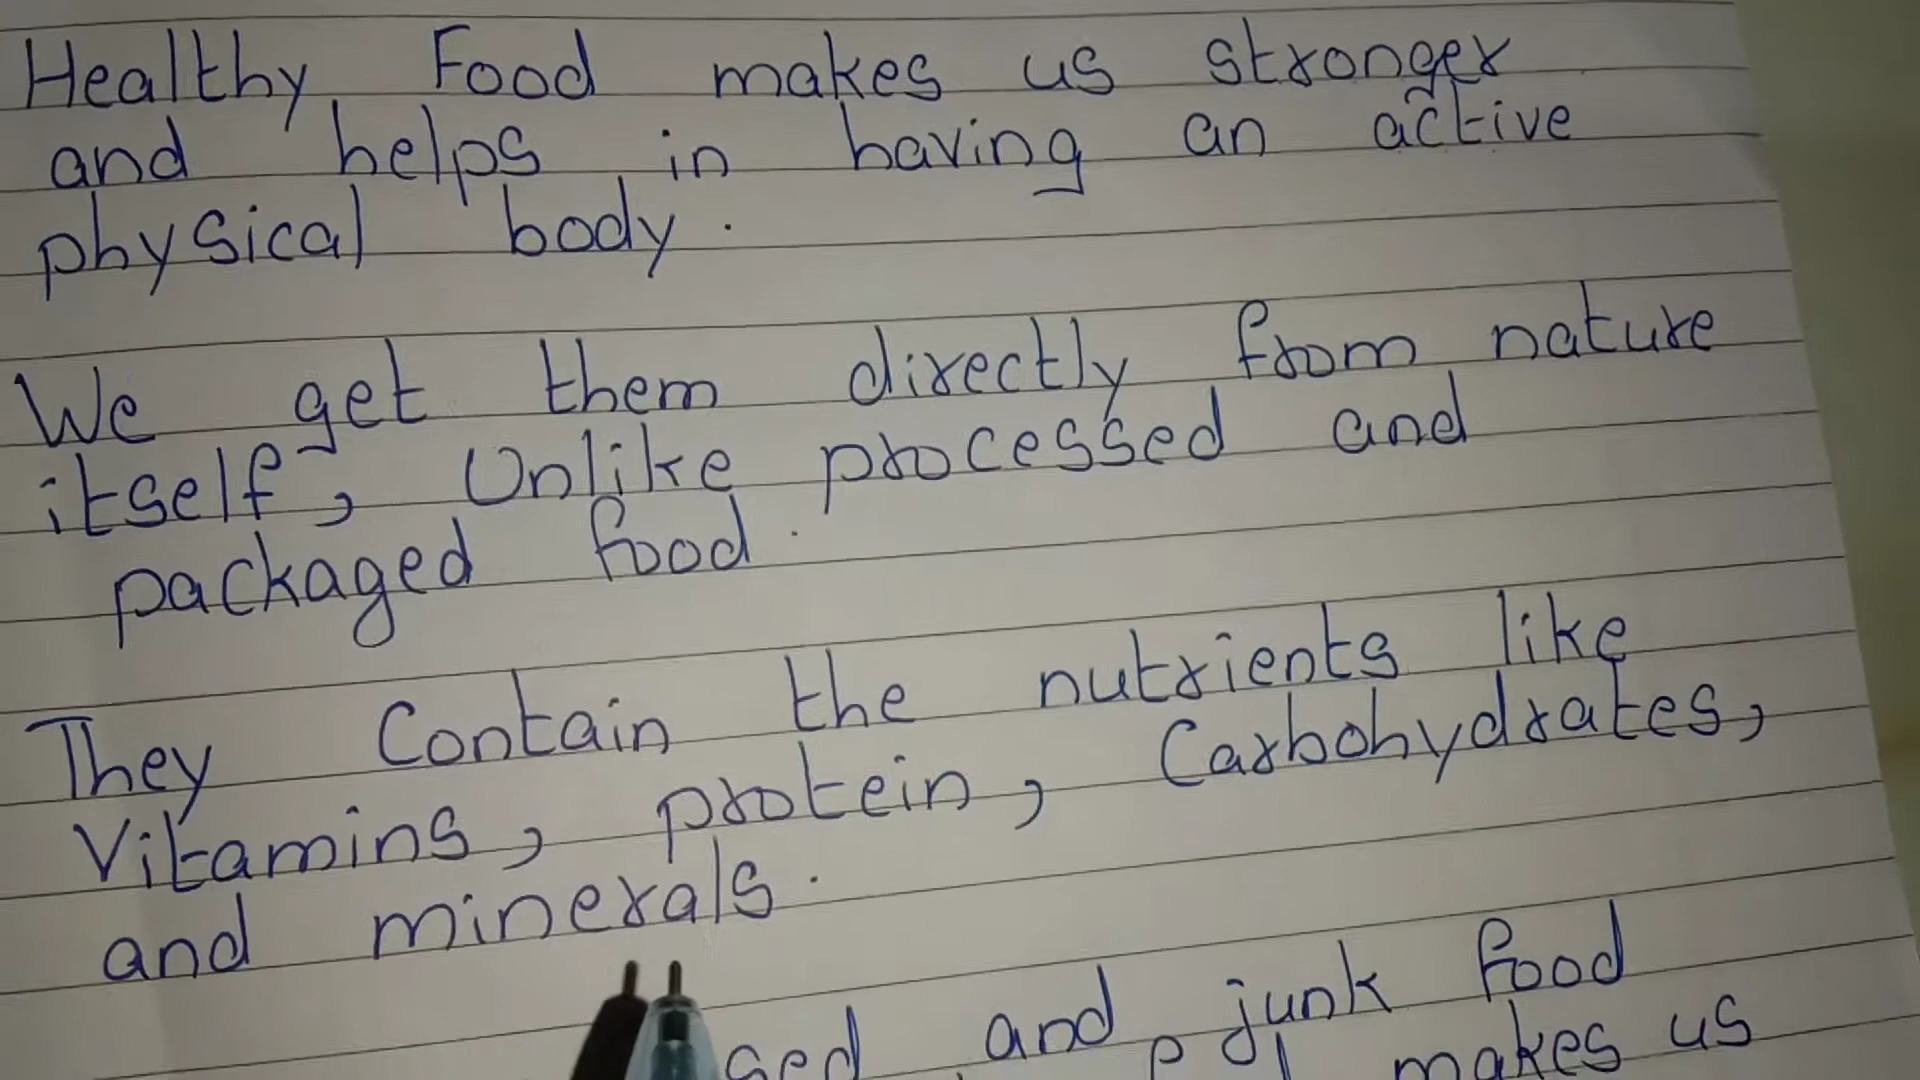 Healthy Food makes us stronger
and helps in having an active
physical body.
We get them directly from nature
itself, Unlike processed and
packaged food.
They Contain the nutrients like
Vitamins, protein, Carbohydrates,
and minerals.
and junk food
makes us